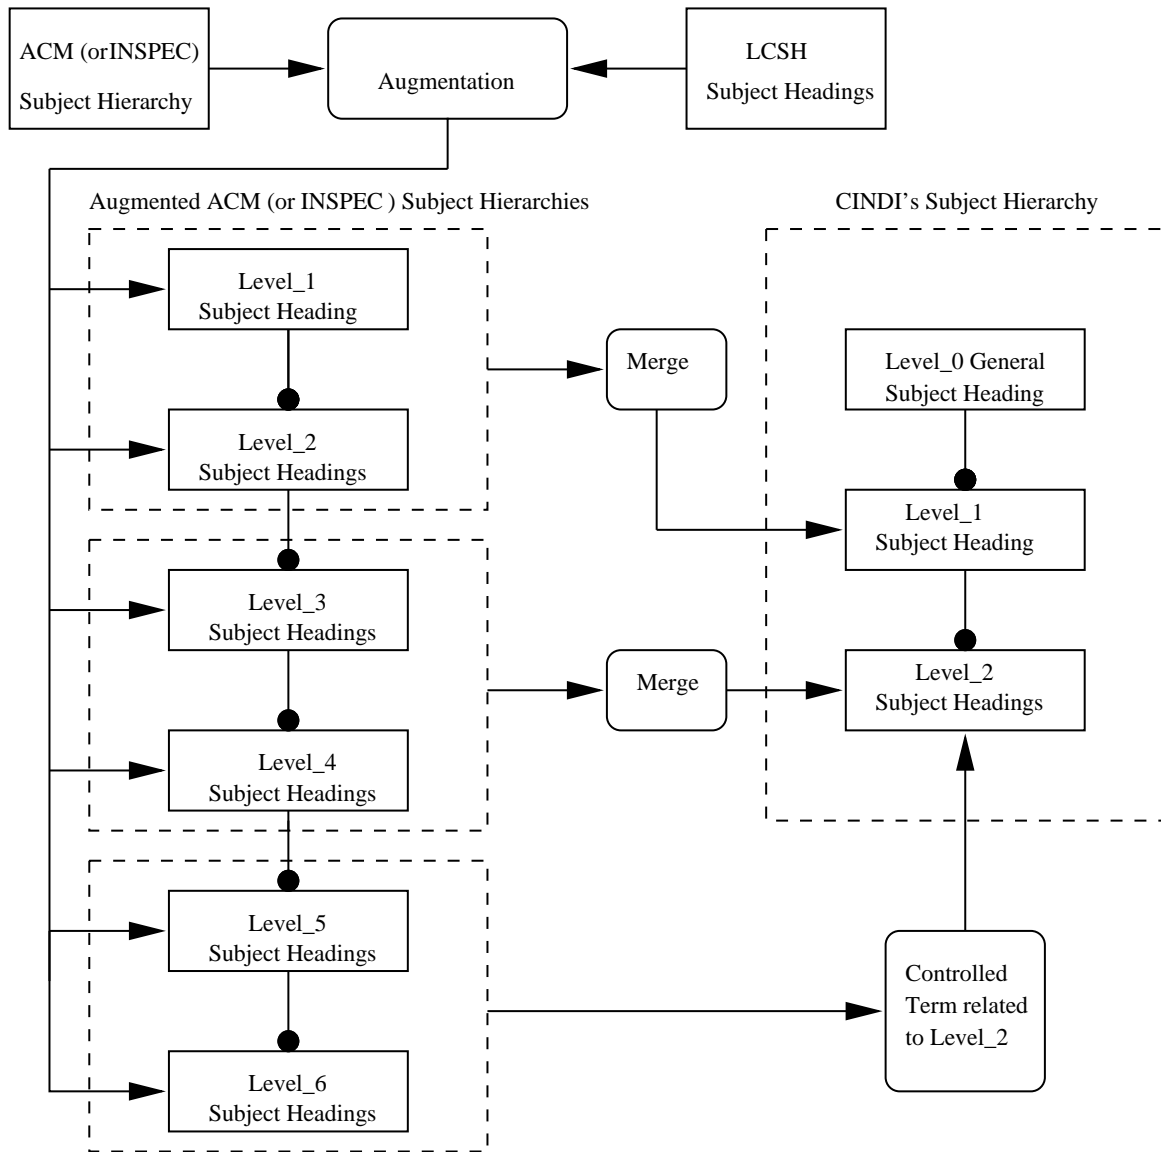 ACM (orINSPEC)
Subject Hierarchy
Augmentation
LCSH
Subject Headings
Augmented ACM (or INSPEC ) Subject Hierarchies
CINDI's Subject Hierarchy
Level_1
Subject Heading
Level_2
Subject Headings
Level_3
Subject Headings
Level_4
Subject Headings
Level_5
Subject Headings
Level_6
Subject Headings
Merge
Merge
Level_0 General
Subject Heading
Level_1
Subject Heading
Level_2
Subject Headings
Controlled
Term related
to Level_2